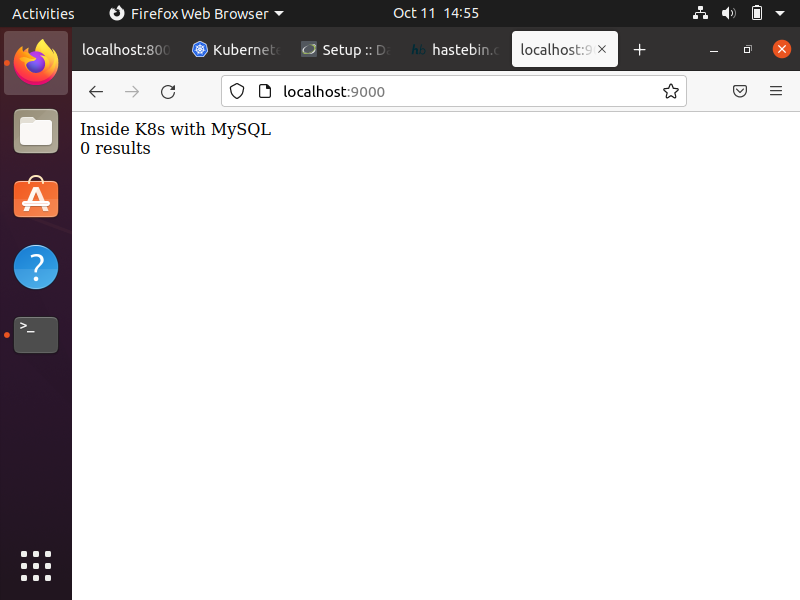 Activities
Firefox Web Browser
Oct 11 14:55
localhost:800
Kubernete
Setup :: Da
hastebin.c
localhost:9
localhost:9000
Inside K8s with MySQL
0 results